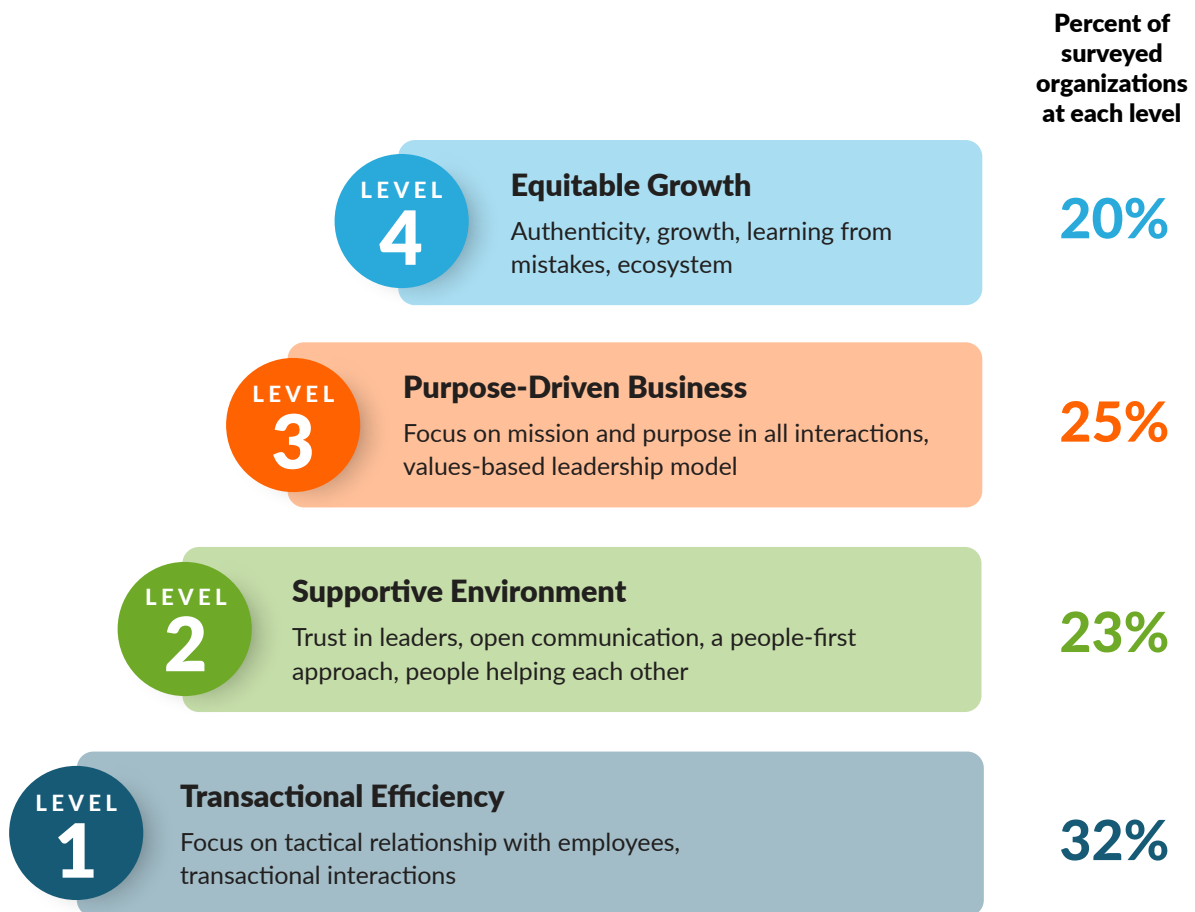 Percent of
surveyed
organizations
at each level
LEVEL
4
Equitable Growth
Authenticity, growth, learning from
mistakes, ecosystem
20%
LEVEL
3
Purpose-Driven Business
Focus on mission and purpose in all interactions,
values-based leadership model
25%
LEVEL
2
Supportive Environment
Trust in leaders, open communication, a people-first
approach, people helping each other
23%
LEVEL
1
Transactional Efficiency
Focus on tactical relationship with employees,
transactional interactions
32%